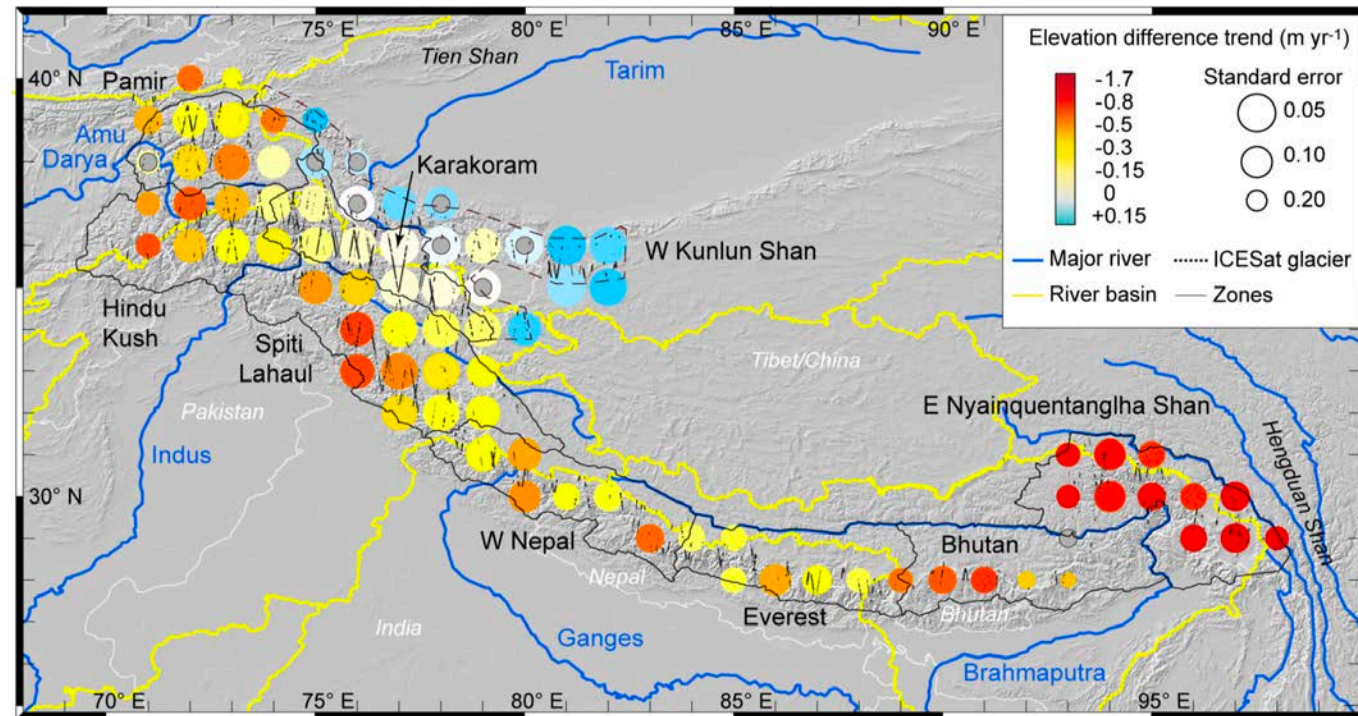 75° E
80° E
85° E
90° E
Elevation difference trend (m yr-1)
-1.7
-0.8
-0.5
-0.3
-0.15
0
+0.15
Standard error
0.05
0.10
0.20
Major river
ICESat glacier
River basin
Zones
Tien Shan
Tarim
40° N
Pamir
Amu
Darya
Karakoram
W Kunlun Shan
Hindu
Kush
Spiti
Lahaul
Tibet/China
Pakistan
E Nyainquentanglha Shan
Hengduan Shan
Indus
30° N
W Nepal
Bhutan
Nepal
Everest
Bhutan
India
Ganges
Brahmaputra
70° E
75° E
80° E
85° E
90° E
95° E